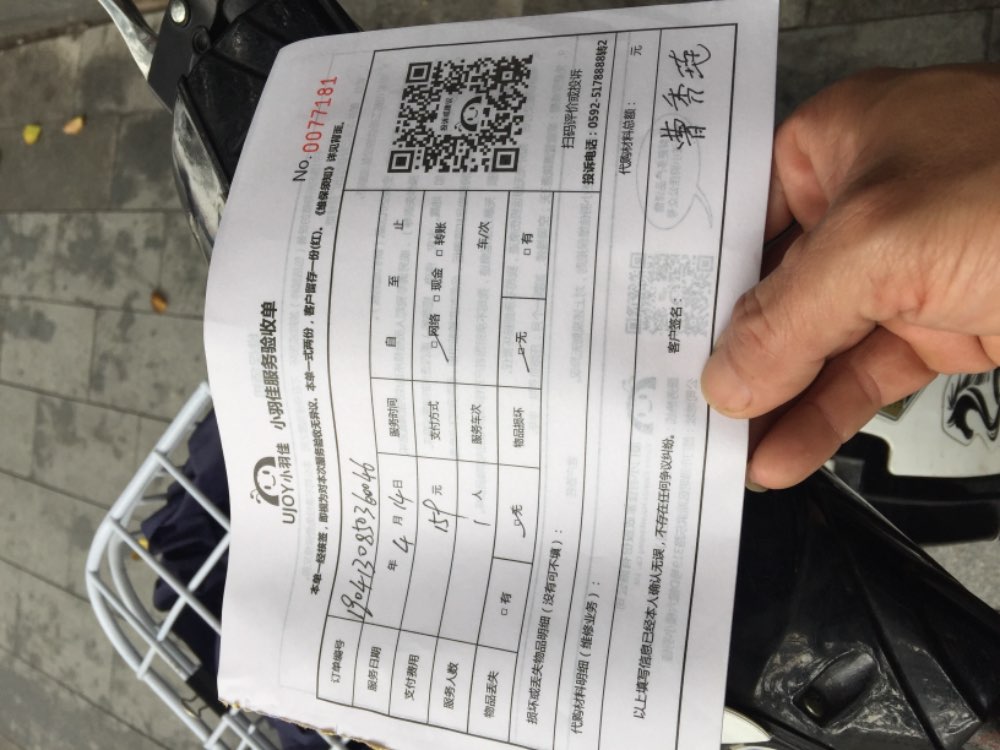 No.0077181
UJOY小羽佳 小羽佳服务验收单
本单一经核签，即视为对本次服务验收无异议。本单一式两份，客户留存一份(红)。《维保须知》详见背面。
订单编号 1904130850360046
服务日期 年 4 月 14 日 服务时间 自 至 止
支付费用 159 元 支付方式 □网络 □现金 □转账
服务人数 1 人 服务车次 车/次
物品丢失 □有 □无 物品损坏 □无 □有
扫码评价或投诉
投诉电话：0592-5178888转2
损坏或丢失物品明细（没有可不填）：
代购材料明细（维修业务）： 代购材料总额： 元
以上填写信息已经本人确认无误，不存在任何争议纠纷。 客户签名： 曹秀莲